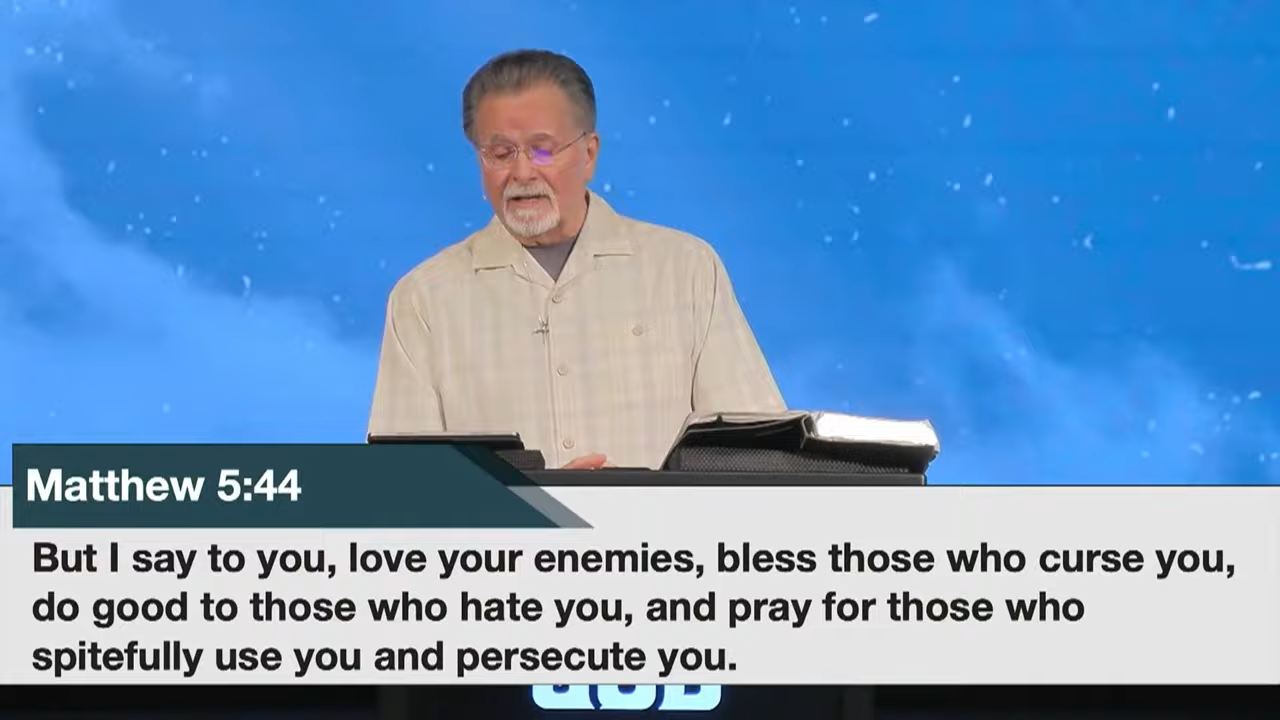 Matthew 5:44
But I say to you, love your enemies, bless those who curse you,
do good to those who hate you, and pray for those who
spitefully use you and persecute you.
GOD